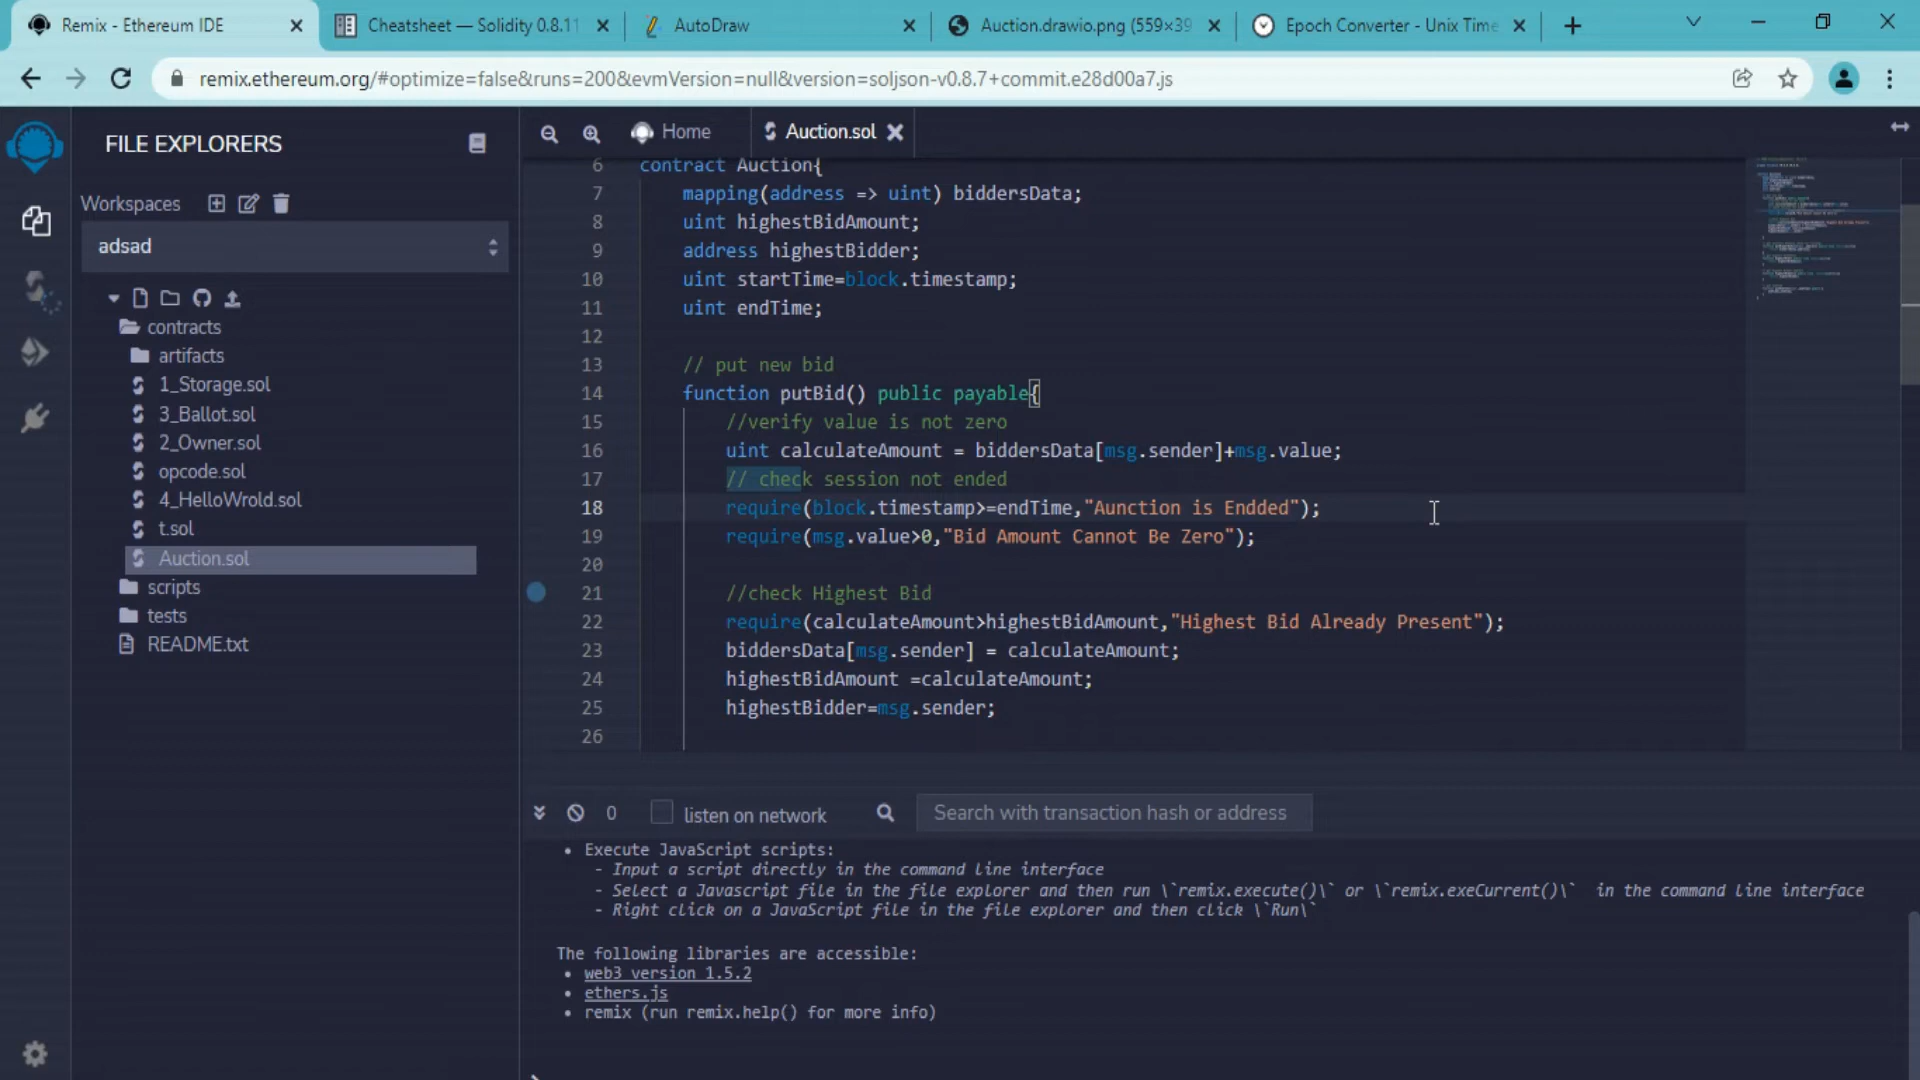 Remix - Ethereum IDE
Cheatsheet — Solidity 0.8.11
AutoDraw
Auction.drawio.png (559×39
Epoch Converter - Unix Time
remix.ethereum.org/#optimize=false&runs=200&evmVersion=null&version=soljson-v0.8.7+commit.e28d00a7.js
FILE EXPLORERS
Workspaces
adsad
contracts
artifacts
1_Storage.sol
3_Ballot.sol
2_Owner.sol
opcode.sol
4_HelloWrold.sol
t.sol
Auction.sol
scripts
tests
README.txt
Home
Auction.sol
6 contract Auction{
7 mapping(address => uint) biddersData;
8 uint highestBidAmount;
9 address highestBidder;
10 uint startTime=block.timestamp;
11 uint endTime;
12
13 // put new bid
14 function putBid() public payable{
15 //verify value is not zero
16 uint calculateAmount = biddersData[msg.sender]+msg.value;
17 // check session not ended
18 require(block.timestamp>=endTime,"Aunction is Endded");
19 require(msg.value>0,"Bid Amount Cannot Be Zero");
20
21 //check Highest Bid
22 require(calculateAmount>highestBidAmount,"Highest Bid Already Present");
23 biddersData[msg.sender] = calculateAmount;
24 highestBidAmount =calculateAmount;
25 highestBidder=msg.sender;
26
0
listen on network
Search with transaction hash or address
• Execute JavaScript scripts:
- Input a script directly in the command line interface
- Select a Javascript file in the file explorer and then run \`remix.execute()\` or \`remix.exeCurrent()\` in the command line interface
- Right click on a JavaScript file in the file explorer and then click \`Run\`
The following libraries are accessible:
• web3 version 1.5.2
• ethers.js
• remix (run remix.help() for more info)